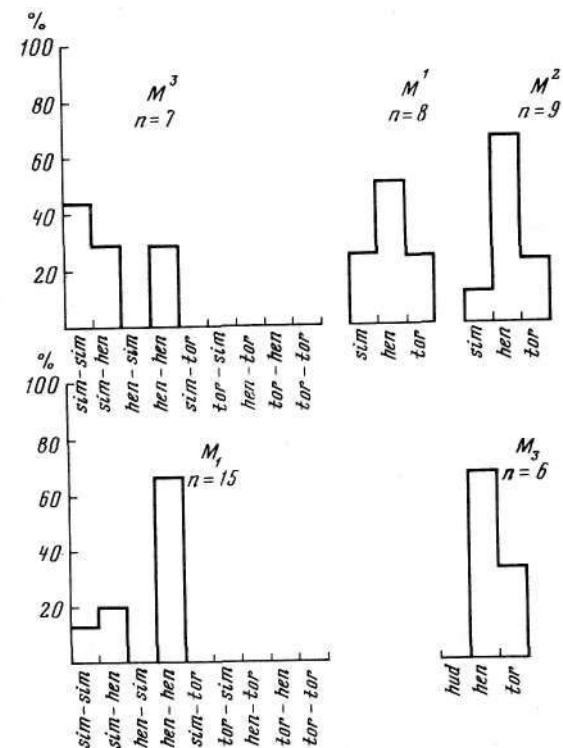 %
100
80
60
40
20
M³
n=7
sim-sim
sim-hen
hen-sim
hen-hen
sim-tor
tor-sim
hen-tor
tor-hen
tor-tor
M¹
n=8
sim
hen
tor
M²
n=9
sim
hen
tor
%
100
80
60
40
20
M₁
n=15
sim-sim
sim-hen
hen-sim
hen-hen
sim-tor
tor-sim
hen-tor
tor-hen
tor-tor
M₃
n=6
hud
hen
tor